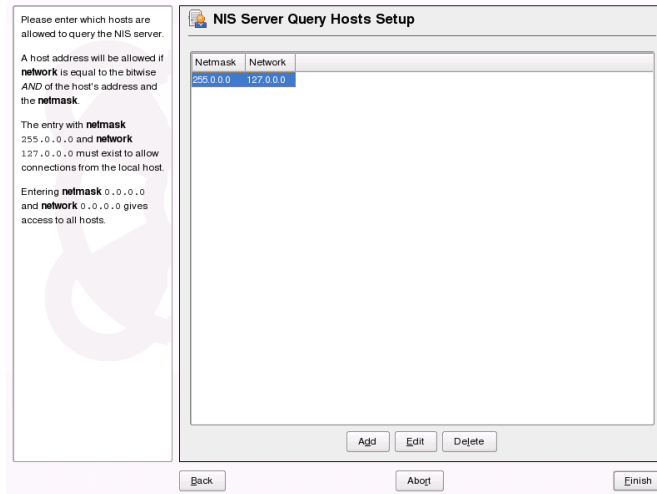 Please enter which hosts are
allowed to query the NIS server.
A host address will be allowed if
network is equal to the bitwise
AND of the host's address and
the netmask.
The entry with netmask
255.0.0.0 and network
127.0.0.0 must exist to allow
connections from the local host.
Entering netmask 0.0.0.0
and network 0.0.0.0 gives
access to all hosts.
NIS Server Query Hosts Setup
Netmask Network
255.0.0.0 127.0.0.0
Add Edit Delete
Back Abort Finish